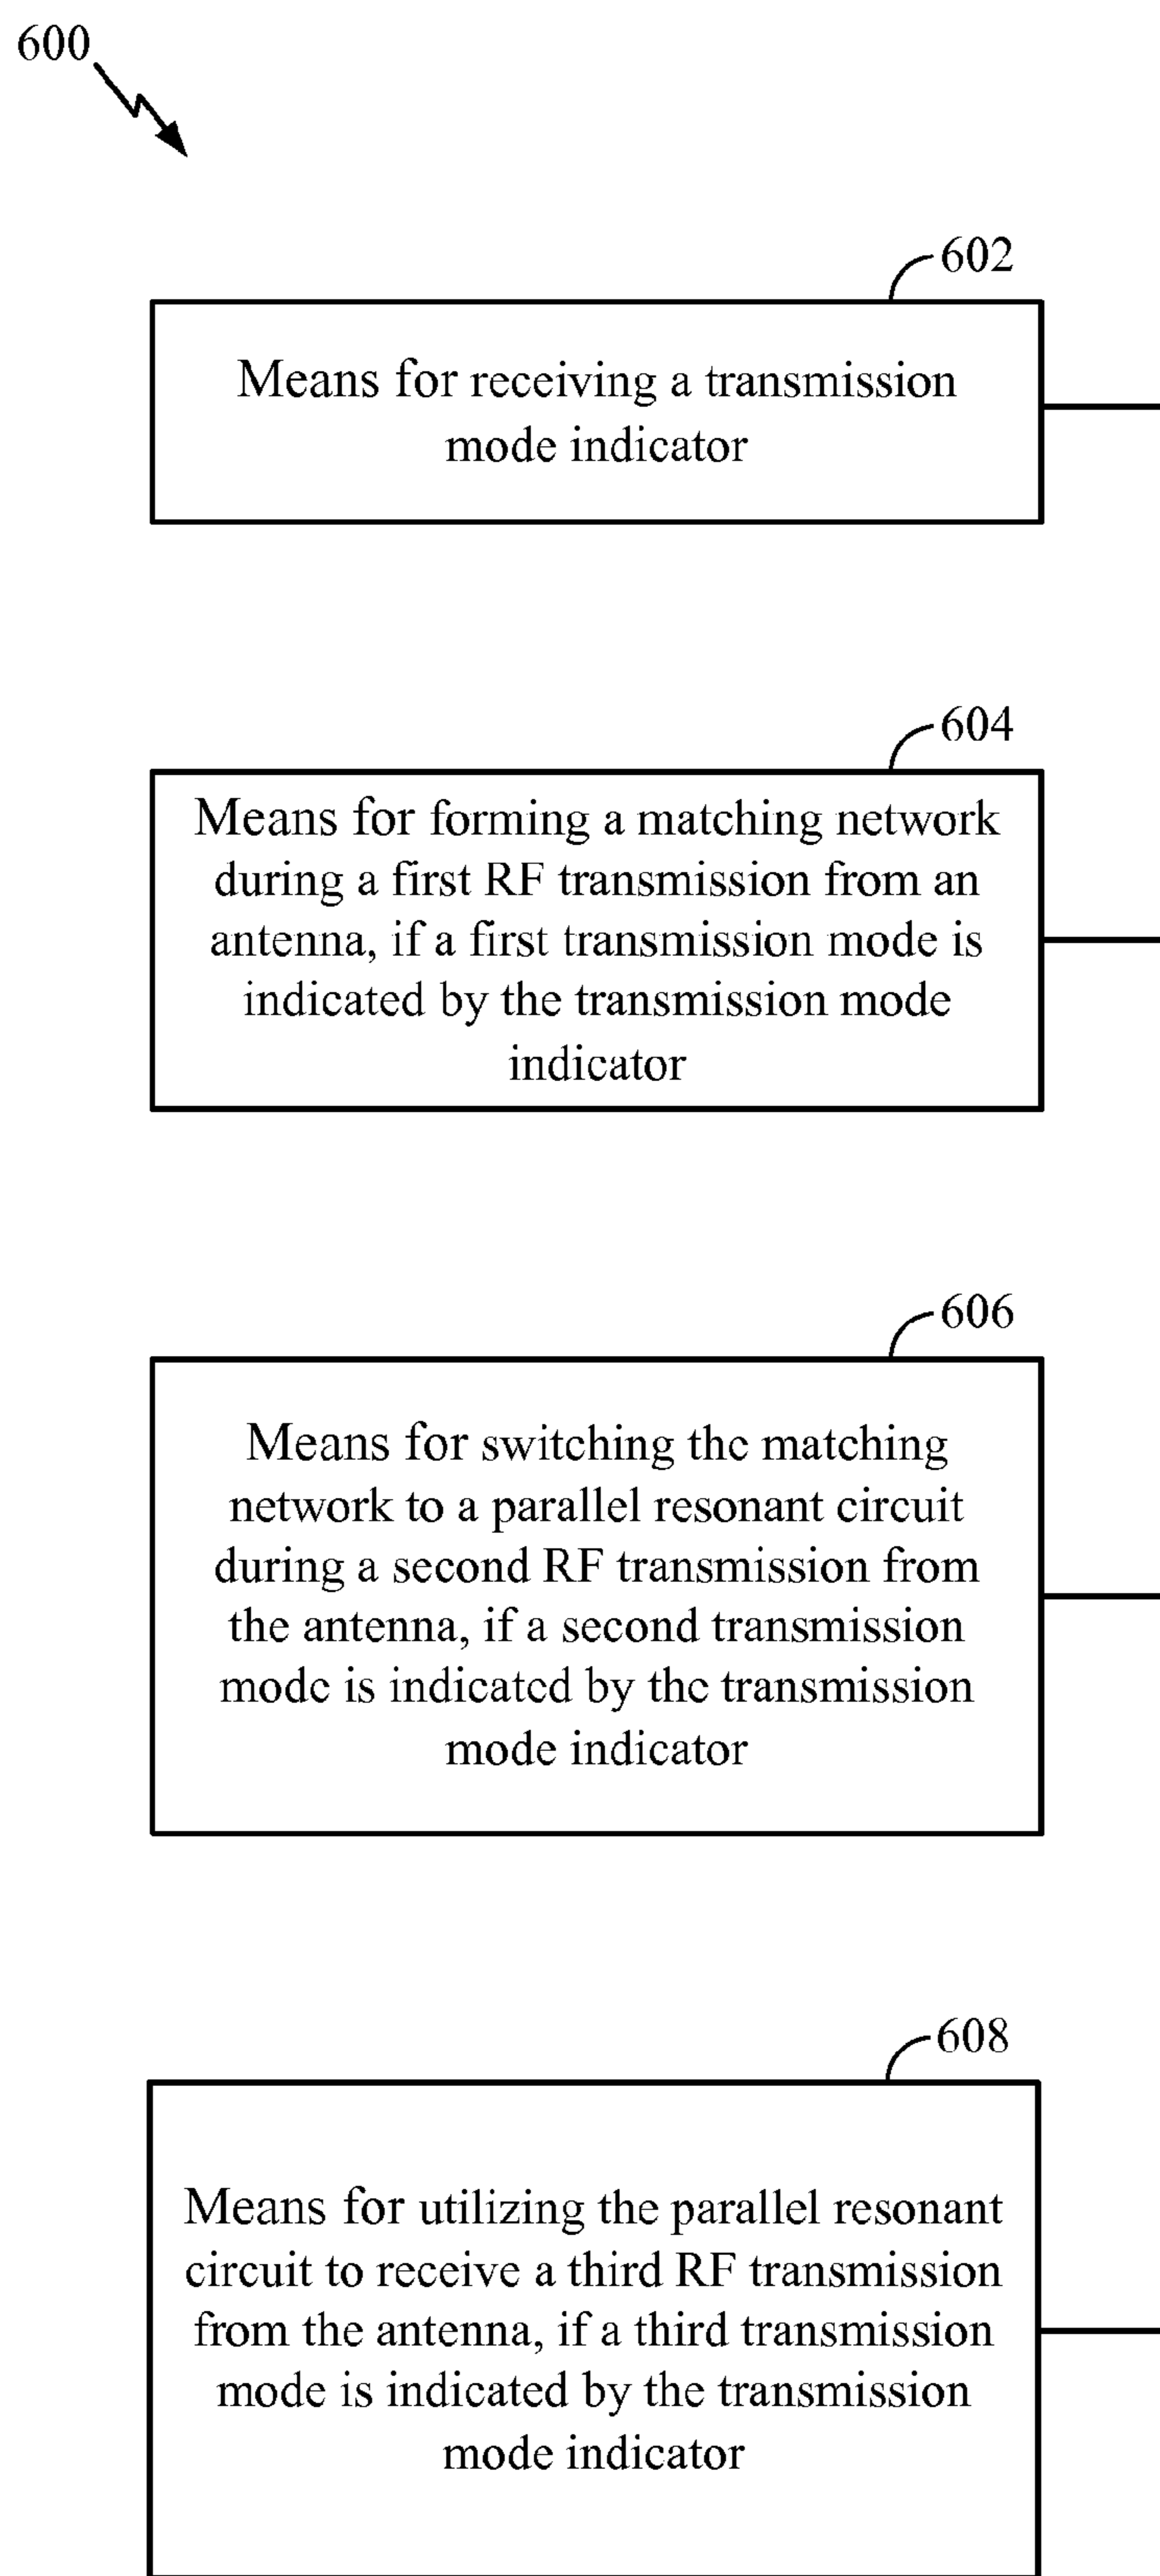 600
602
Means for receiving a transmission
mode indicator
604
Means for forming a matching network
during a first RF transmission from an
antenna, if a first transmission mode is
indicated by the transmission mode
indicator
606
Means for switching the matching
network to a parallel resonant circuit
during a second RF transmission from
the antenna, if a second transmission
mode is indicated by the transmission
mode indicator
608
Means for utilizing the parallel resonant
circuit to receive a third RF transmission
from the antenna, if a third transmission
mode is indicated by the transmission
mode indicator